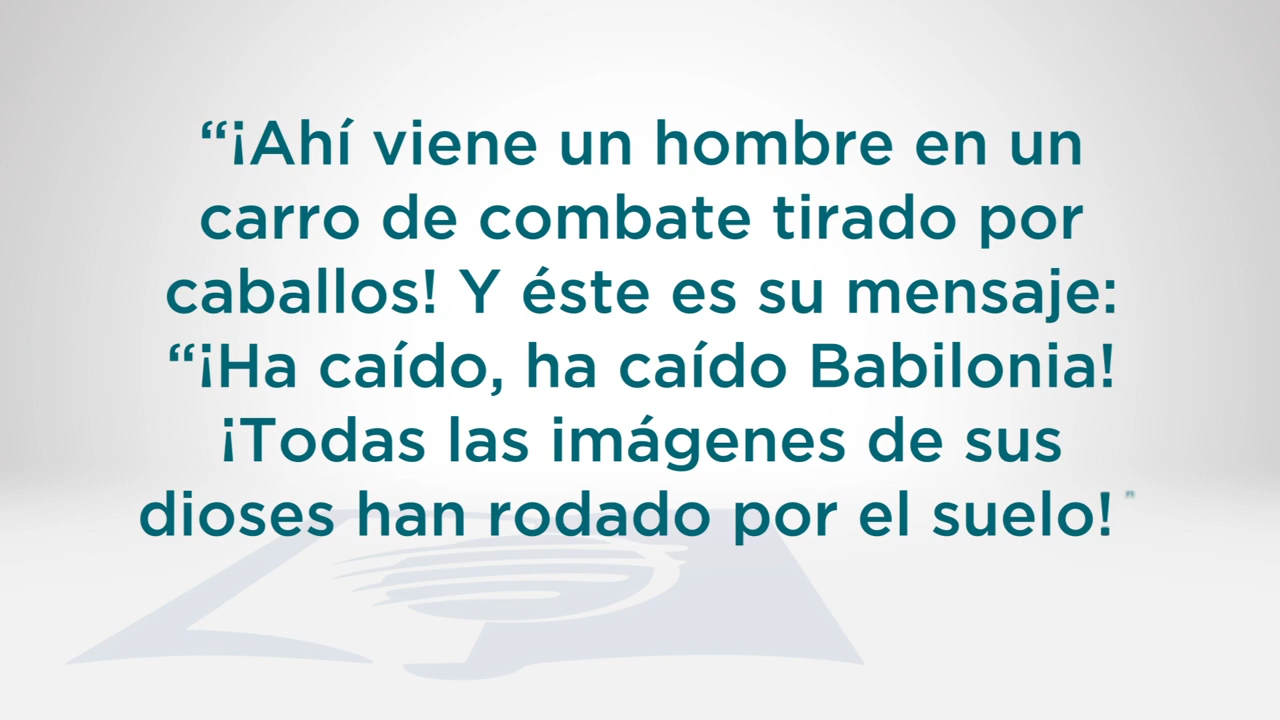 “¡Ahí viene un hombre en un
carro de combate tirado por
caballos! Y éste es su mensaje:
“¡Ha caído, ha caído Babilonia!
¡Todas las imágenes de sus
dioses han rodado por el suelo! ”